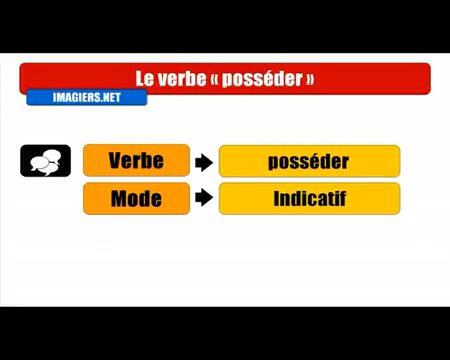 Le verbe « posséder »
IMAGIERS.NET
Verbe posséder
Mode Indicatif